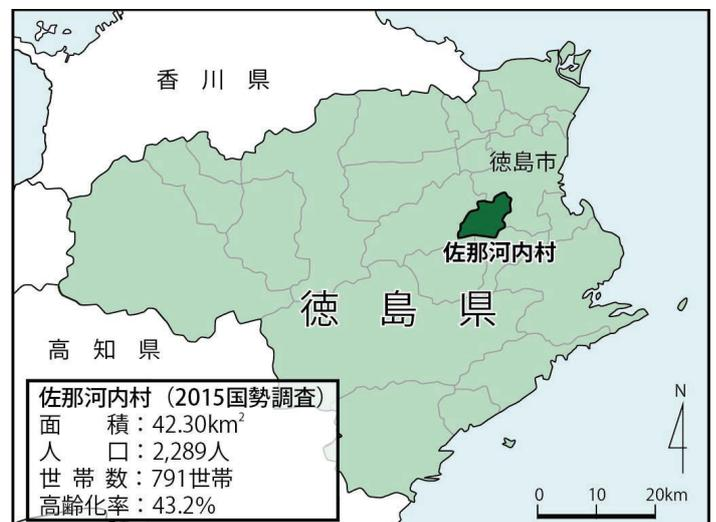 香 川 県
徳島市
佐那河内村
徳 島 県
高 知 県
佐那河内村（2015国勢調査）
面　　積：42.30km²
人　　口：2,289人
世 帯 数：791世帯
高齢化率：43.2%
N
0 10 20km